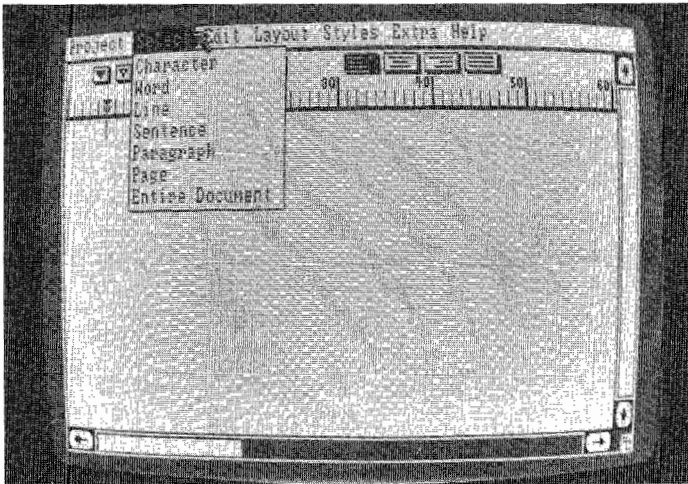 Project Edit Layout Styles Extra Help
Character
Word
Line
Sentence
Paragraph
Page
Entire Document
30 40 50 60